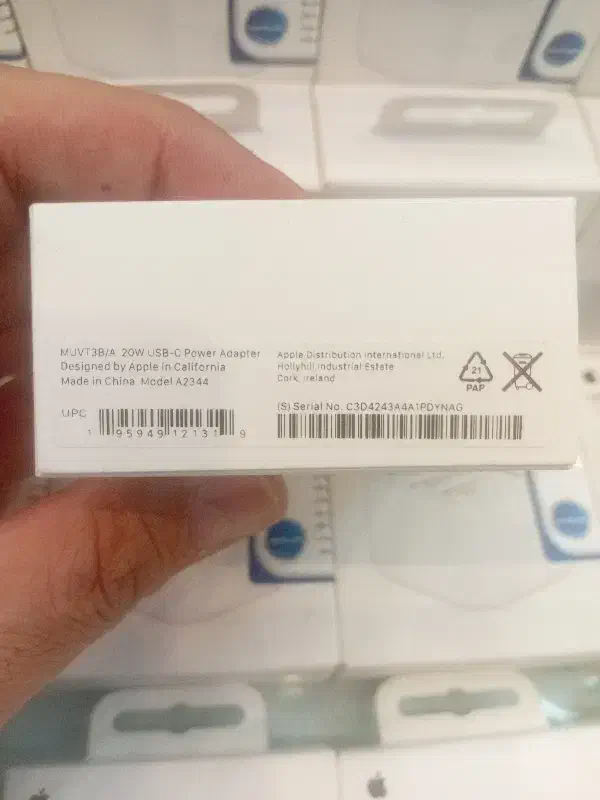 MUVT3B/A 20W USB-C Power Adapter
Designed by Apple in California
Made in China Model A2344
UPC
1 95949 12131 9
Apple Distribution International Ltd.
Hollyhill Industrial Estate
Cork, Ireland
(S) Serial No. C3D4243A4A1PDYNAG
21
PAP